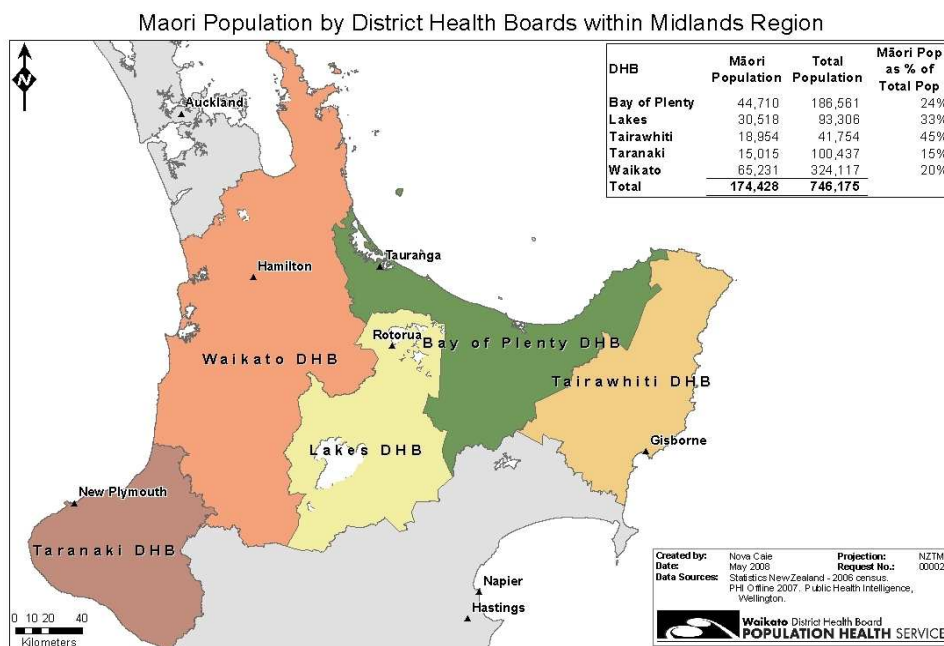 Maori Population by District Health Boards within Midlands Region
N
DHB Māori Population Total Population Māori Pop as % of Total Pop
Bay of Plenty 44,710 186,561 24%
Lakes 30,518 93,306 33%
Tairawhiti 18,954 41,754 45%
Taranaki 15,015 100,437 15%
Waikato 65,231 324,117 20%
Total 174,428 746,175
Auckland
Tauranga
Hamilton
Rotorua
Waikato DHB
Bay of Plenty DHB
Tairawhiti DHB
Gisborne
Lakes DHB
New Plymouth
Taranaki DHB
Napier
Hastings
0 10 20 40
Kilometers
Created by: Nova Caie Projection: NZTM
Date: May 2008 Request No.: 00002
Data Sources: Statistics New Zealand - 2006 census.
PHI Offline 2007. Public Health Intelligence,
Wellington.
Waikato District Health Board
POPULATION HEALTH SERVICE